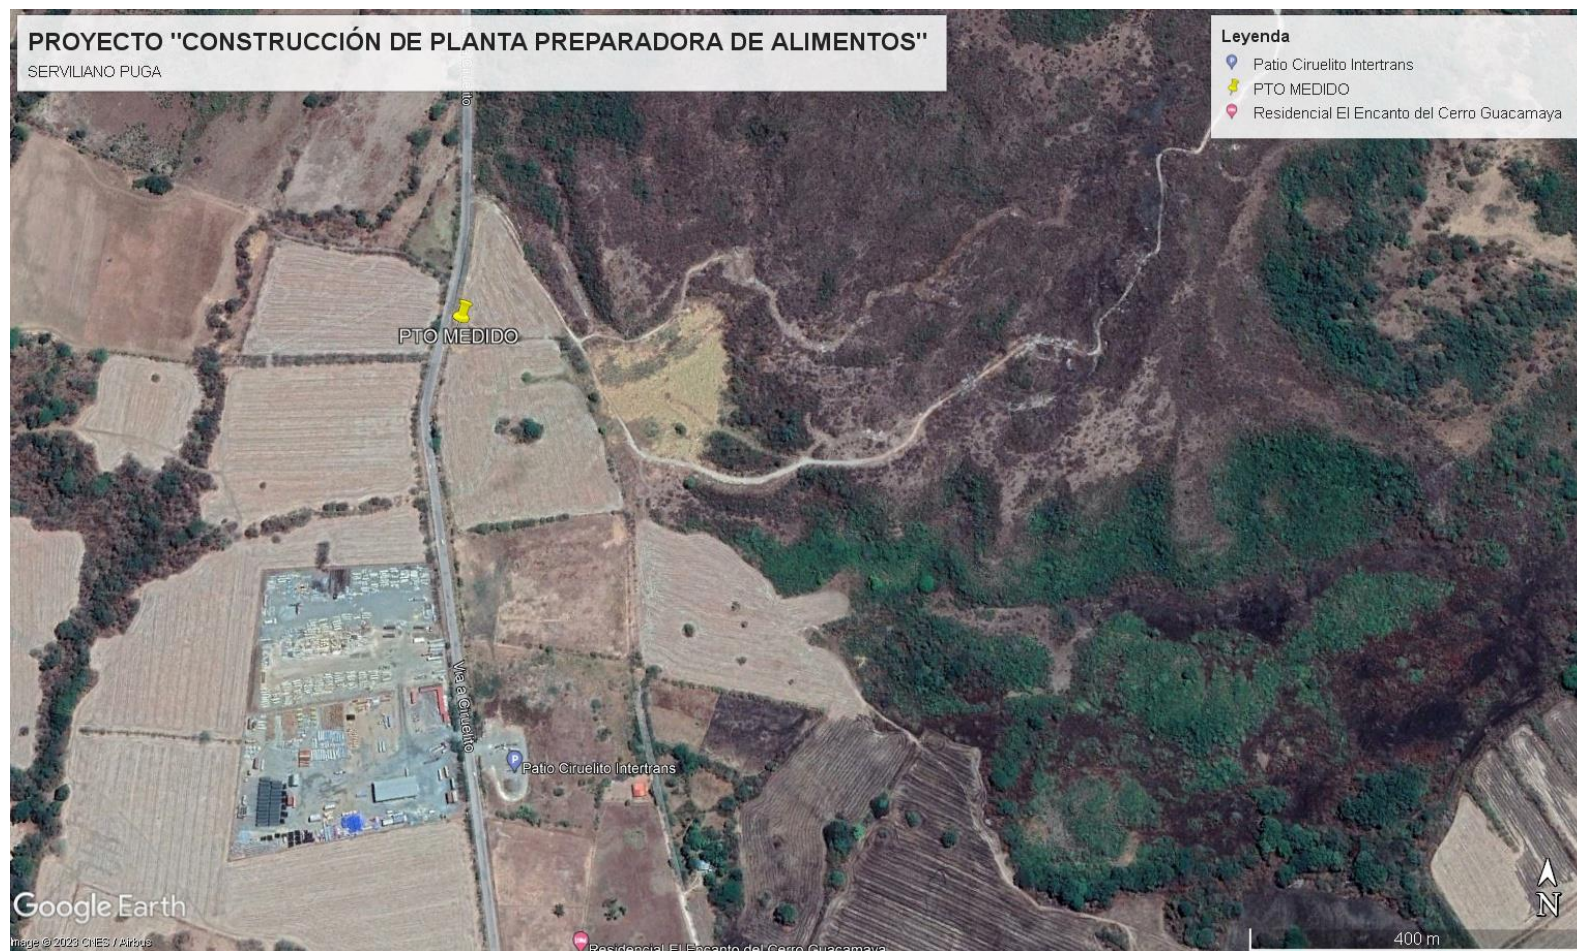 PROYECTO "CONSTRUCCIÓN DE PLANTA PREPARADORA DE ALIMENTOS"
SERVILIANO PUGA
Leyenda
Patio Ciruelito Intertrans
PTO MEDIDO
Residencial El Encanto del Cerro Guacamaya
PTO MEDIDO
Vía a Ciruelito
Patio Ciruelito Intertrans
Google Earth
Image © 2023 CNES / Airbus
Residencial El Encanto del Cerro Guacamaya
N
400 m